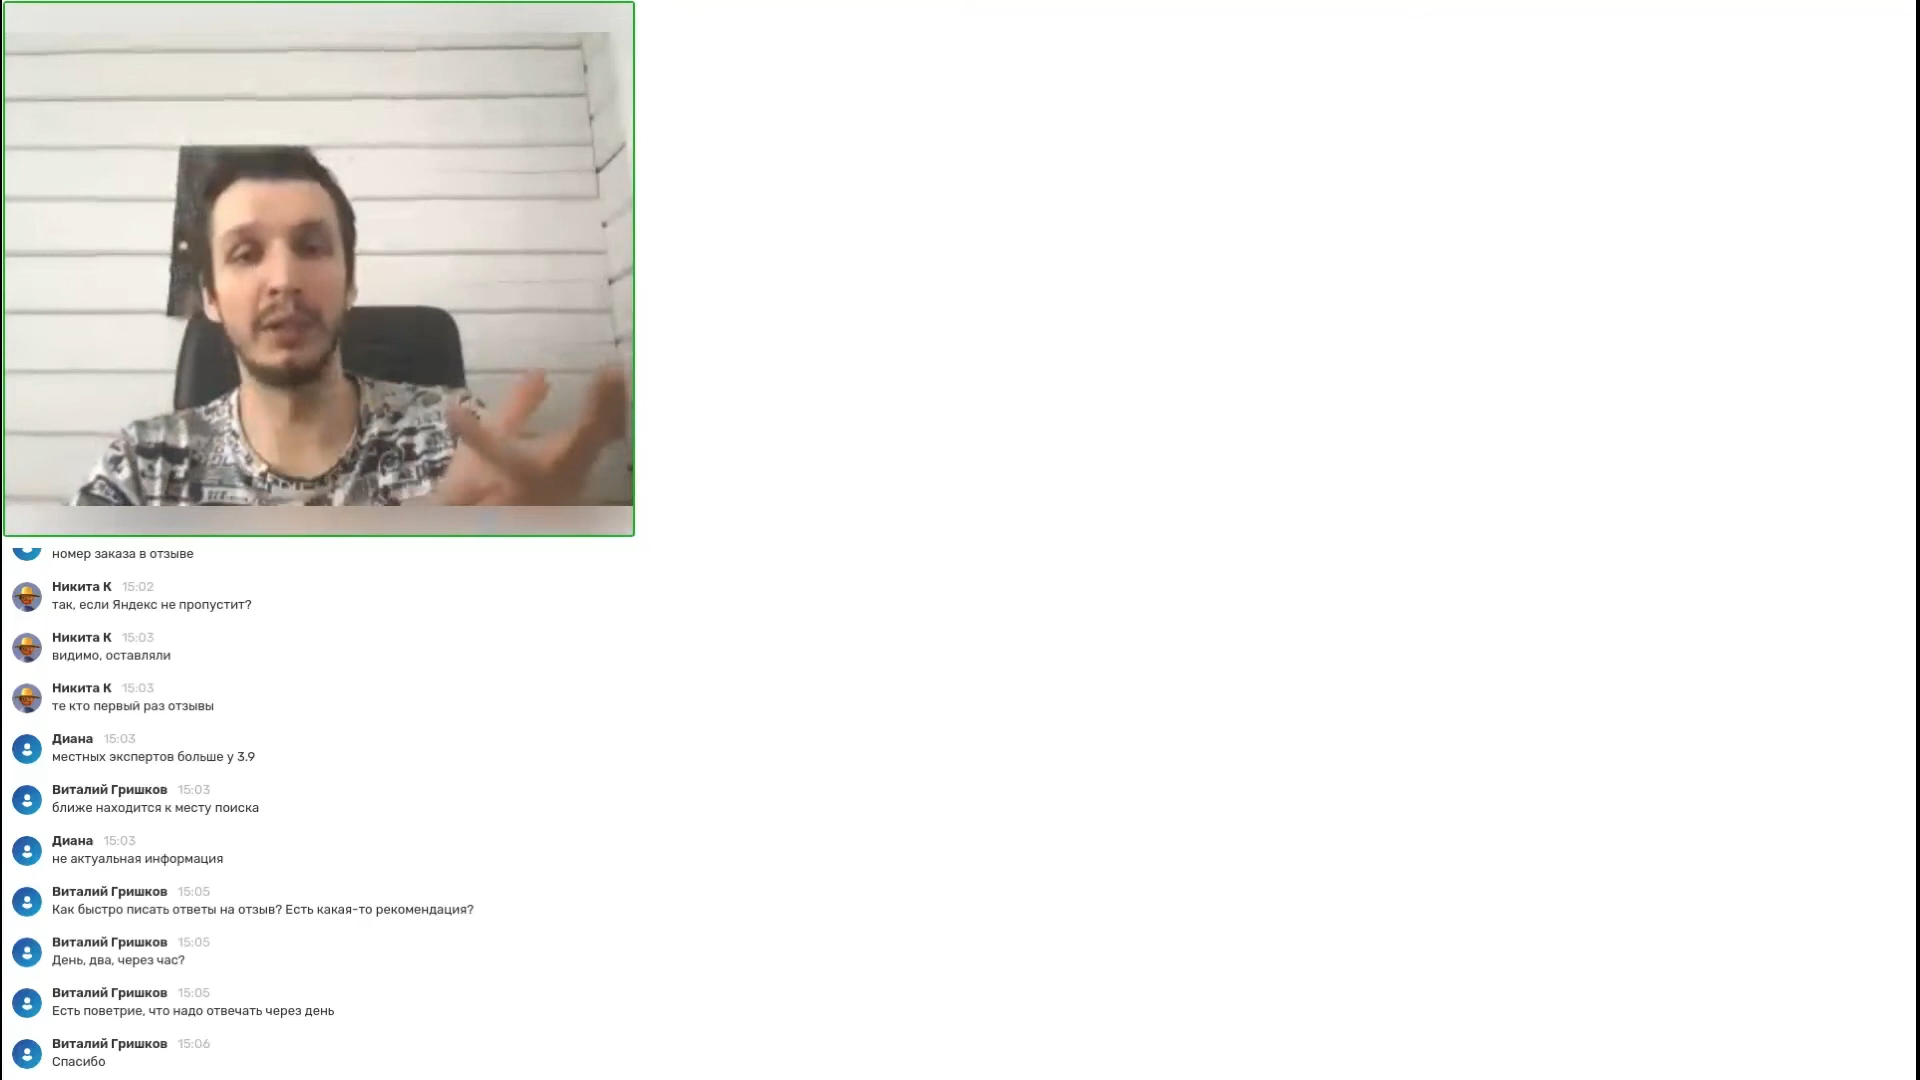 номер заказа в отзыве
Никита К 15:02
так, если Яндекс не пропустит?
Никита К 15:03
видимо, оставляли
Никита К 15:03
те кто первый раз отзывы
Диана 15:03
местных экспертов больше у 3.9
Виталий Гришков 15:03
ближе находится к месту поиска
Диана 15:03
не актуальная информация
Виталий Гришков 15:05
Как быстро писать ответы на отзыв? Есть какая-то рекомендация?
Виталий Гришков 15:05
День, два, через час?
Виталий Гришков 15:05
Есть поветрие, что надо отвечать через день
Виталий Гришков 15:06
Спасибо